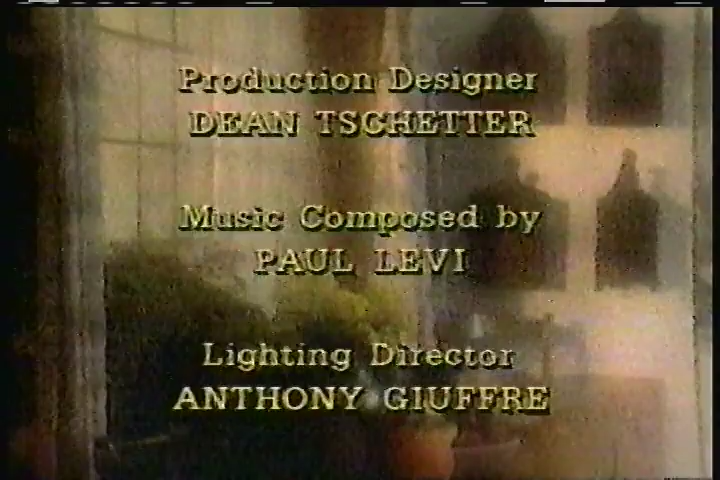 Production Designer
DEAN TSCHETTER
Music Composed by
PAUL LEVI
Lighting Director
ANTHONY GIUFFRE